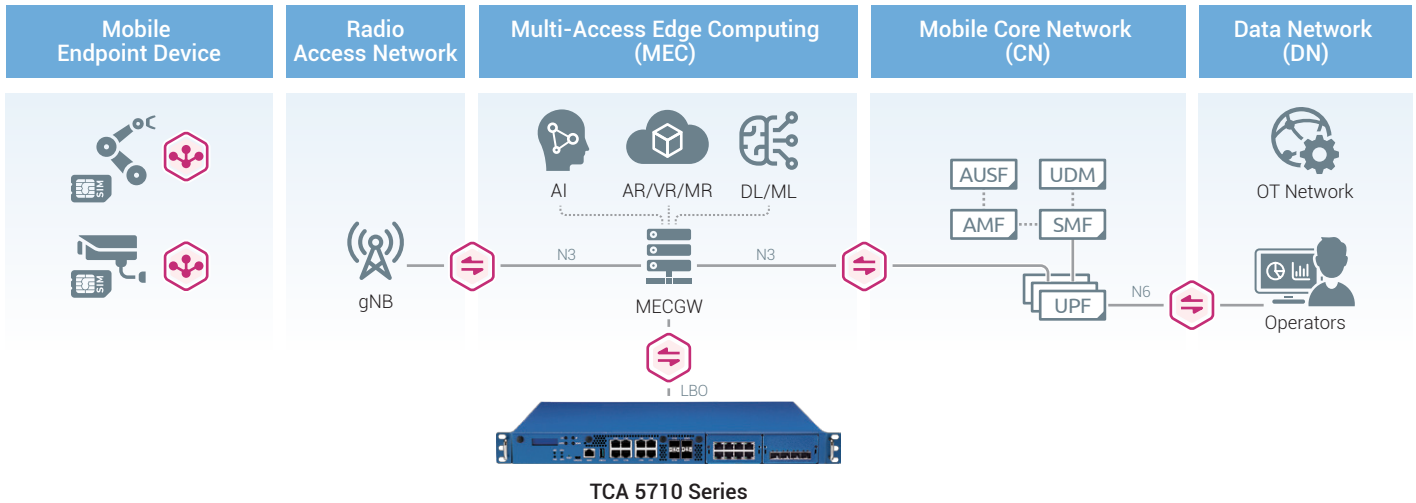 Mobile
Endpoint Device
Radio
Access Network
Multi-Access Edge Computing
(MEC)
Mobile Core Network
(CN)
Data Network
(DN)
SIM
SIM
gNB
N3
AI
AR/VR/MR
DL/ML
MECGW
N3
LBO
AUSF
UDM
AMF
SMF
UPF
N6
OT Network
Operators
TCA 5710 Series